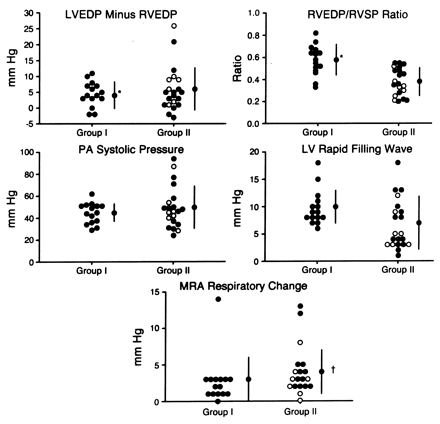 LVEDP Minus RVEDP
mm Hg
30
25
20
15
10
5
0
-5
*
Group I
Group II
RVEDP/RVSP Ratio
Ratio
1.0
0.8
0.6
0.4
0.2
0.0
*
Group I
Group II
PA Systolic Pressure
mm Hg
100
80
60
40
20
0
Group I
Group II
LV Rapid Filling Wave
mm Hg
20
15
10
5
0
Group I
Group II
MRA Respiratory Change
mm Hg
15
10
5
0
†
Group I
Group II